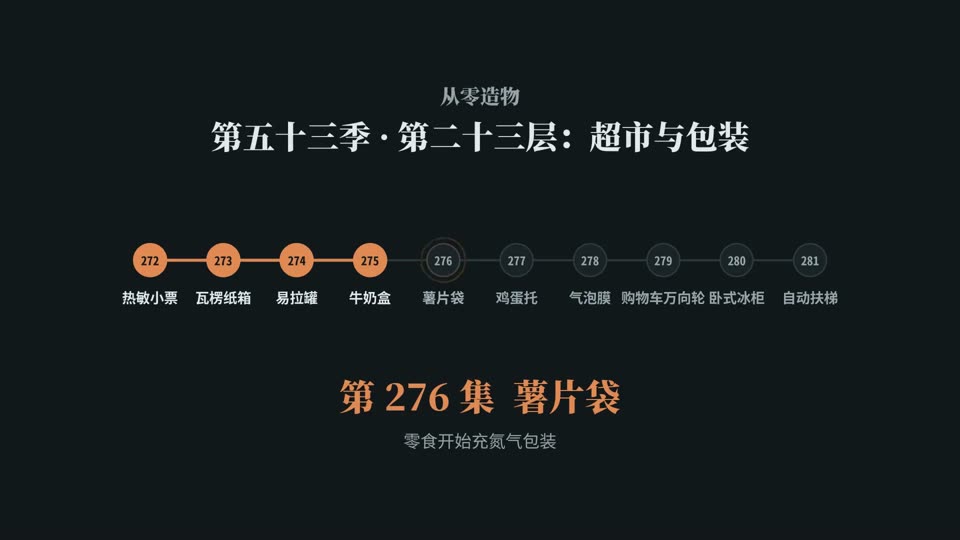 从零造物
第五十三季 · 第二十三层：超市与包装
272 273 274 275 276 277 278 279 280 281
热敏小票 瓦楞纸箱 易拉罐 牛奶盒 薯片袋 鸡蛋托 气泡膜 购物车万向轮 卧式冰柜 自动扶梯
第 276 集 薯片袋
零食开始充氮气包装